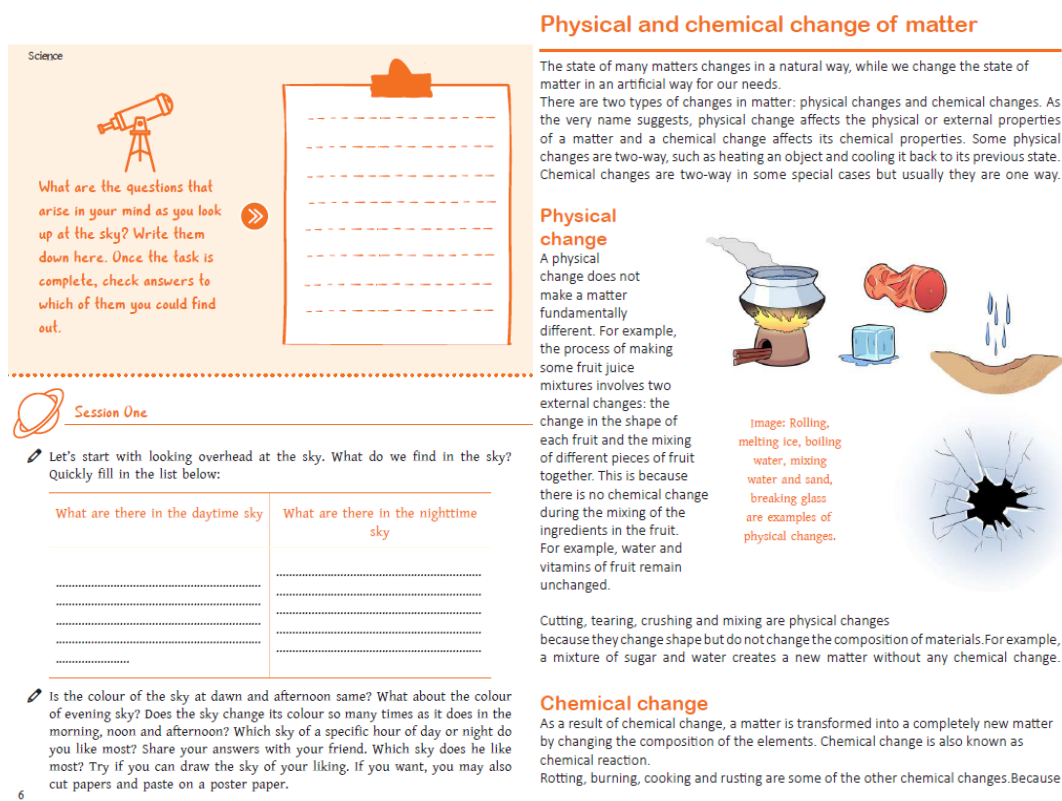 Science
What are the questions that
arise in your mind as you look
up at the sky? Write them
down here. Once the task is
complete, check answers to
which of them you could find
out.
Session One
Let's start with looking overhead at the sky. What do we find in the sky?
Quickly fill in the list below:
What are there in the daytime sky
What are there in the nighttime
sky
Is the colour of the sky at dawn and afternoon same? What about the colour
of evening sky? Does the sky change its colour so many times as it does in the
morning, noon and afternoon? Which sky of a specific hour of day or night do
you like most? Share your answers with your friend. Which sky does he like
most? Try if you can draw the sky of your liking. If you want, you may also
cut papers and paste on a poster paper.
6
Physical and chemical change of matter
The state of many matters changes in a natural way, while we change the state of
matter in an artificial way for our needs.
There are two types of changes in matter: physical changes and chemical changes. As
the very name suggests, physical change affects the physical or external properties
of a matter and a chemical change affects its chemical properties. Some physical
changes are two-way, such as heating an object and cooling it back to its previous state.
Chemical changes are two-way in some special cases but usually they are one way.
Physical
change
A physical
change does not
make a matter
fundamentally
different. For example,
the process of making
some fruit juice
mixtures involves two
external changes: the
change in the shape of
each fruit and the mixing
of different pieces of fruit
together. This is because
there is no chemical change
during the mixing of the
ingredients in the fruit.
For example, water and
vitamins of fruit remain
unchanged.
Image: Rolling,
melting ice, boiling
water, mixing
water and sand,
breaking glass
are examples of
physical changes.
Cutting, tearing, crushing and mixing are physical changes
because they change shape but do not change the composition of materials.For example,
a mixture of sugar and water creates a new matter without any chemical change.
Chemical change
As a result of chemical change, a matter is transformed into a completely new matter
by changing the composition of the elements. Chemical change is also known as
chemical reaction.
Rotting, burning, cooking and rusting are some of the other chemical changes.Because